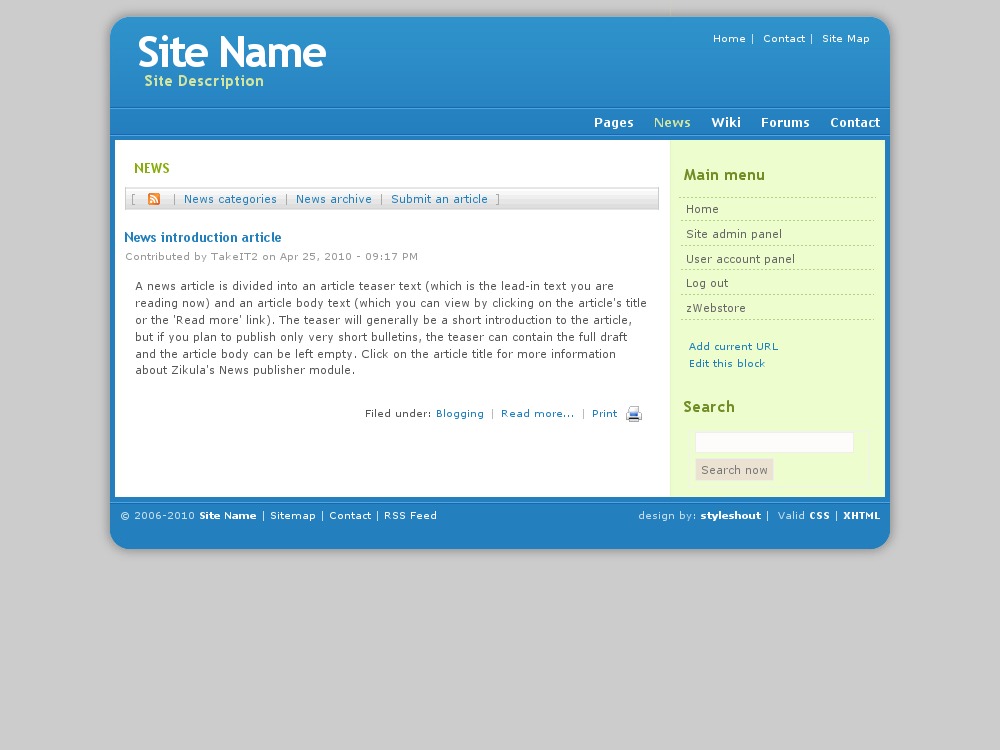 Site Name
Site Description
Home | Contact | Site Map
Pages News Wiki Forums Contact
NEWS
[ | News categories | News archive | Submit an article ]
News introduction article
Contributed by TakeIT2 on Apr 25, 2010 - 09:17 PM
A news article is divided into an article teaser text (which is the lead-in text you are
reading now) and an article body text (which you can view by clicking on the article's title
or the 'Read more' link). The teaser will generally be a short introduction to the article,
but if you plan to publish only very short bulletins, the teaser can contain the full draft
and the article body can be left empty. Click on the article title for more information
about Zikula's News publisher module.
Filed under: Blogging | Read more... | Print
Main menu
Home
Site admin panel
User account panel
Log out
zWebstore
Add current URL
Edit this block
Search
Search now
© 2006-2010 Site Name | Sitemap | Contact | RSS Feed
design by: styleshout | Valid CSS | XHTML